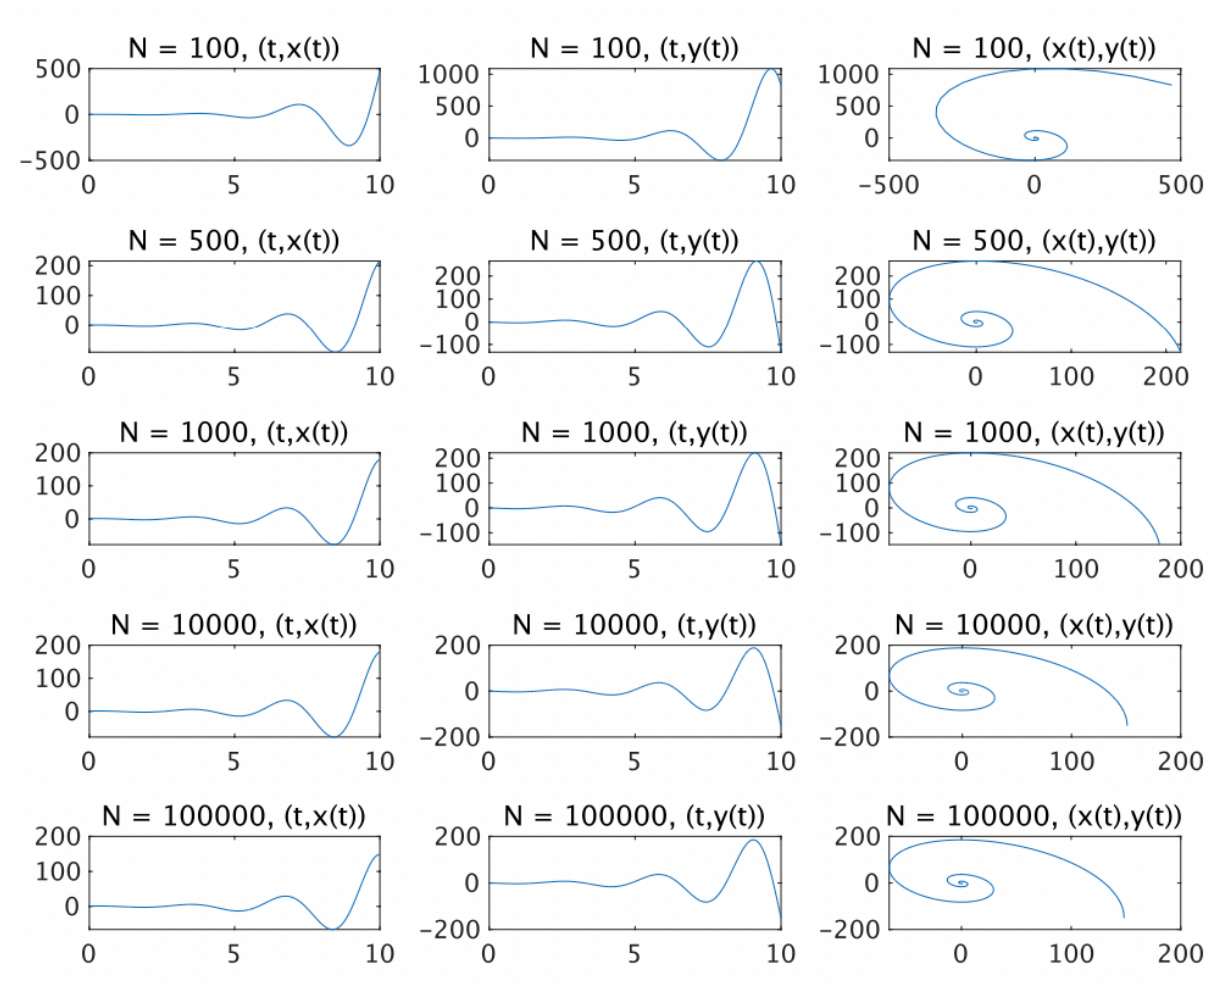 N = 100, (t,x(t)) N = 100, (t,y(t)) N = 100, (x(t),y(t))
500 1000 1000
0 500 500
−500 0 0
0 5 10 0 5 10 −500 0 500
N = 500, (t,x(t)) N = 500, (t,y(t)) N = 500, (x(t),y(t))
200 200 200
100 100 100
0 0 0
−100 −100
0 5 10 0 5 10 0 100 200
N = 1000, (t,x(t)) N = 1000, (t,y(t)) N = 1000, (x(t),y(t))
200 200 200
100 100 100
0 0 0
−100 −100
0 5 10 0 5 10 0 100 200
N = 10000, (t,x(t)) N = 10000, (t,y(t)) N = 10000, (x(t),y(t))
200 200 200
100
0 0 0
−200 −200
0 5 10 0 5 10 0 100 200
N = 100000, (t,x(t)) N = 100000, (t,y(t)) N = 100000, (x(t),y(t))
200 200 200
100
0 0 0
−200 −200
0 5 10 0 5 10 0 100 200